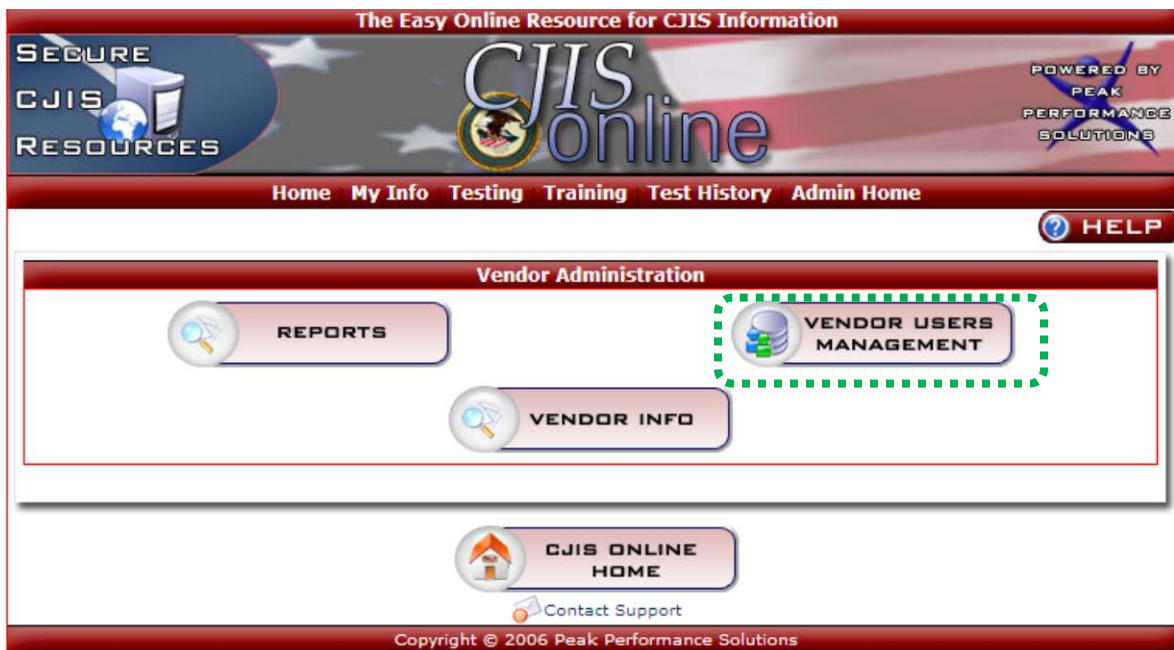 The Easy Online Resource for CJIS Information
SECURE
CJIS
RESOURCES
CJIS
online
POWERED BY
PEAK
PERFORMANCE
SOLUTIONS
Home My Info Testing Training Test History Admin Home
? HELP
Vendor Administration
REPORTS
VENDOR USERS
MANAGEMENT
VENDOR INFO
CJIS ONLINE
HOME
Contact Support
Copyright © 2006 Peak Performance Solutions